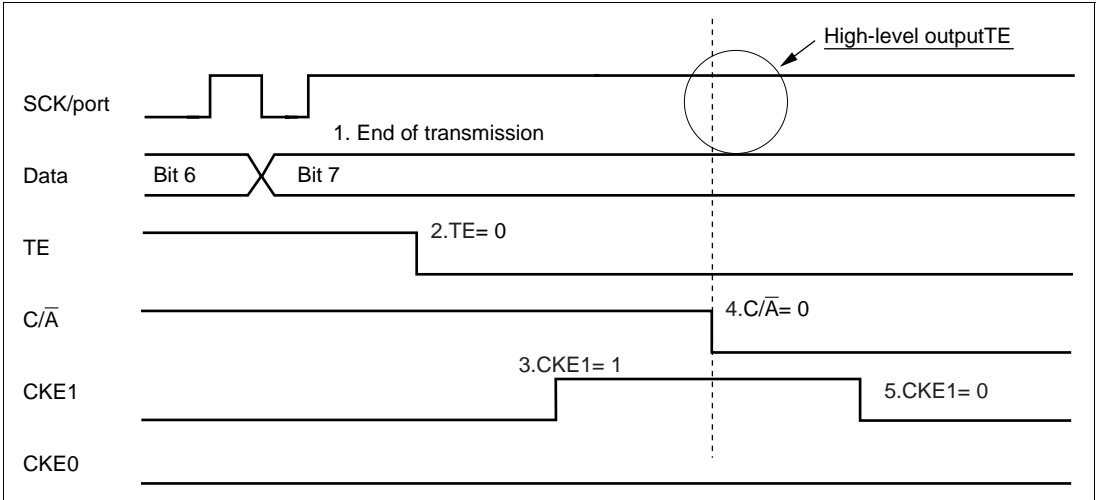 High-level outputTE
SCK/port
1. End of transmission
Data
Bit 6
Bit 7
TE
2.TE= 0
C/A̅
4.C/A̅= 0
3.CKE1= 1
CKE1
5.CKE1= 0
CKE0